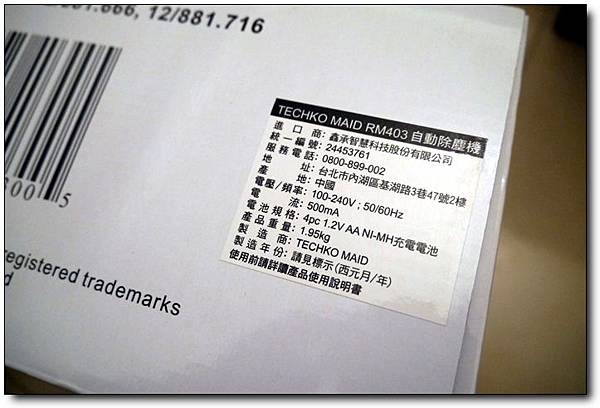 12/881.716
TECHKO MAID RM403 自動除塵機
進口商: 鑫承智慧科技股份有限公司
統一編號: 24453761
服務電話: 0800-899-002
地址: 台北市內湖區基湖路3巷47號2樓
產地: 中國
電壓/頻率: 100-240V ; 50/60Hz
電流: 500mA
電池規格: 4pc 1.2V AA NI-MH充電電池
產品重量: 1.95kg
製造商: TECHKO MAID
製造年份: 請見標示(西元月/年)
使用前請詳讀產品使用說明書
300 5
registered trademarks
d